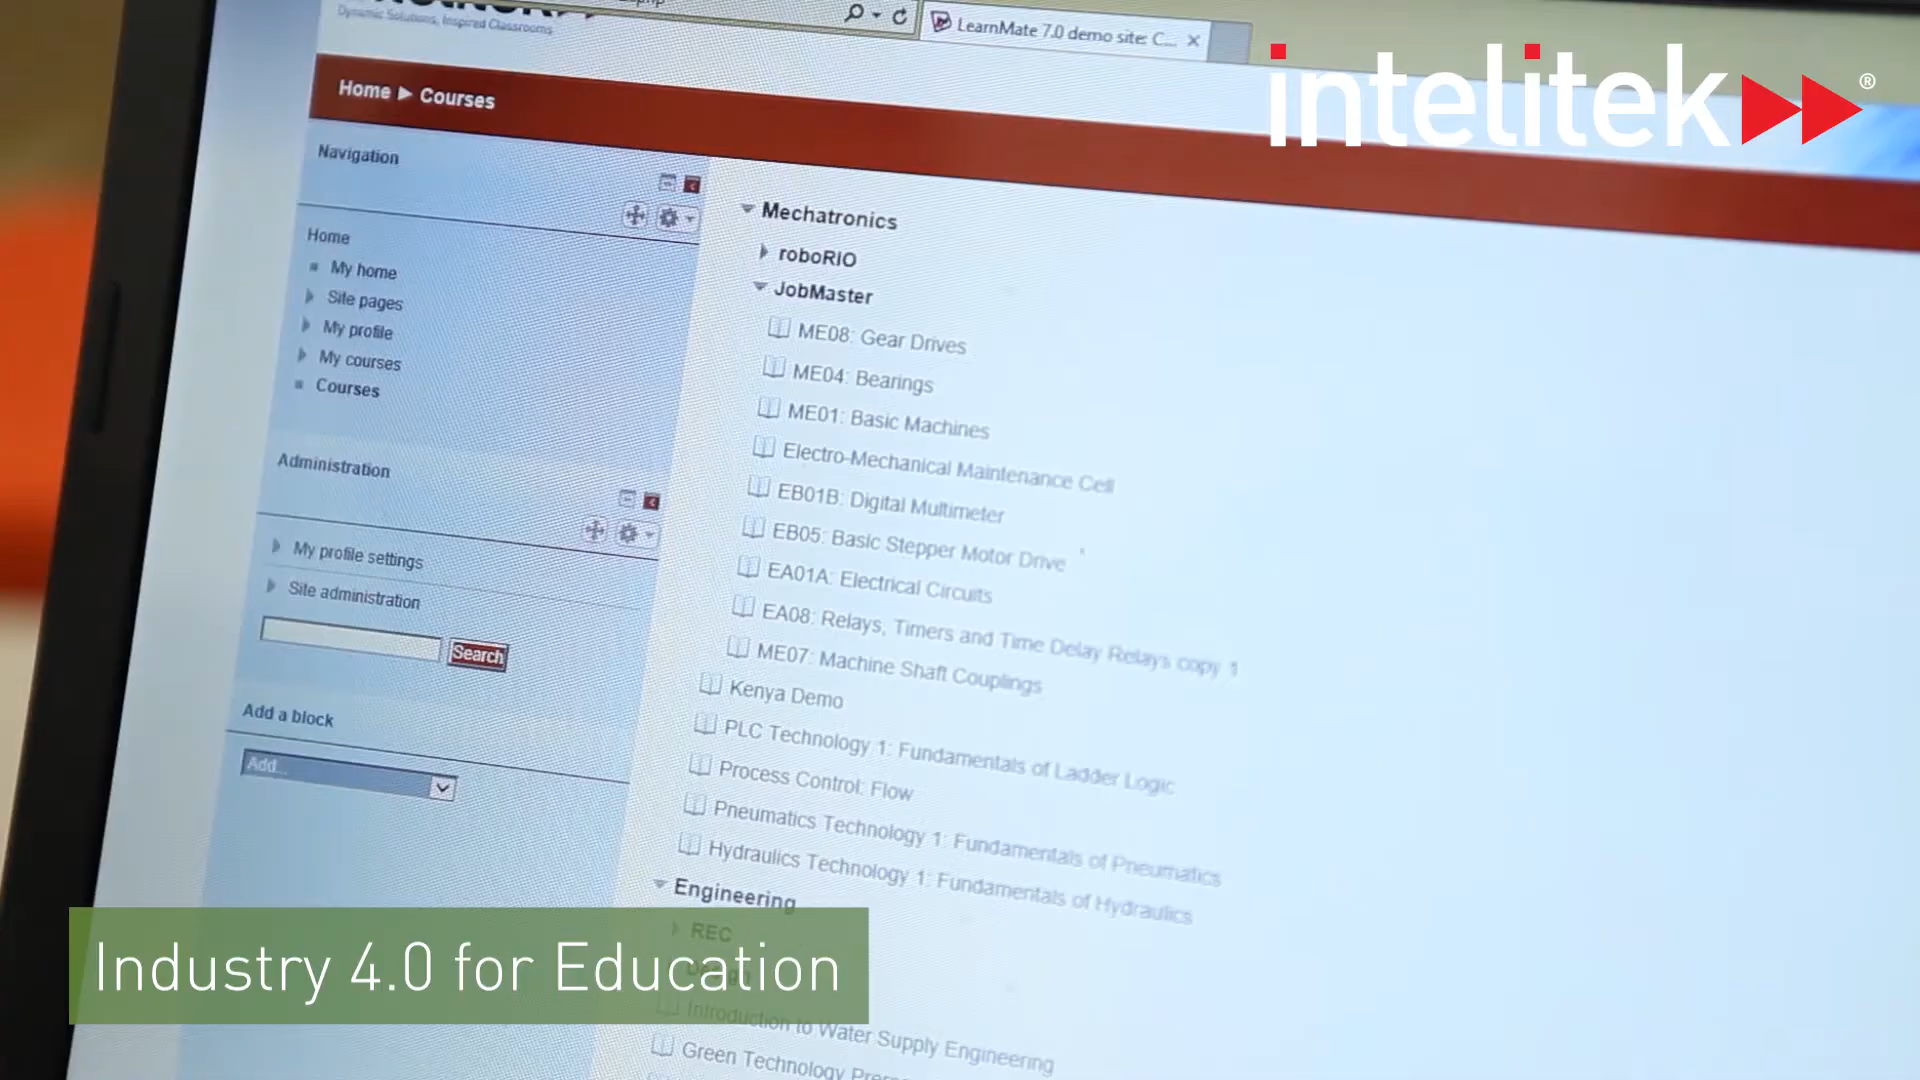 Dynamic Solutions, Inspired Classrooms
LearnMate 7.0 demo site: C...
intelitek®
Home ▶ Courses
Navigation
Home
My home
Site pages
My profile
My courses
Courses
Administration
My profile settings
Site administration
Search
Add a block
Add...
Mechatronics
roboRIO
JobMaster
ME08: Gear Drives
ME04: Bearings
ME01: Basic Machines
Electro-Mechanical Maintenance Cell
EB01B: Digital Multimeter
EB05: Basic Stepper Motor Drive
EA01A: Electrical Circuits
EA08: Relays, Timers and Time Delay Relays copy 1
ME07: Machine Shaft Couplings
Kenya Demo
PLC Technology 1: Fundamentals of Ladder Logic
Process Control: Flow
Pneumatics Technology 1: Fundamentals of Pneumatics
Hydraulics Technology 1: Fundamentals of Hydraulics
Engineering
REC
Design
Introduction to Water Supply Engineering
Green Technology
Industry 4.0 for Education